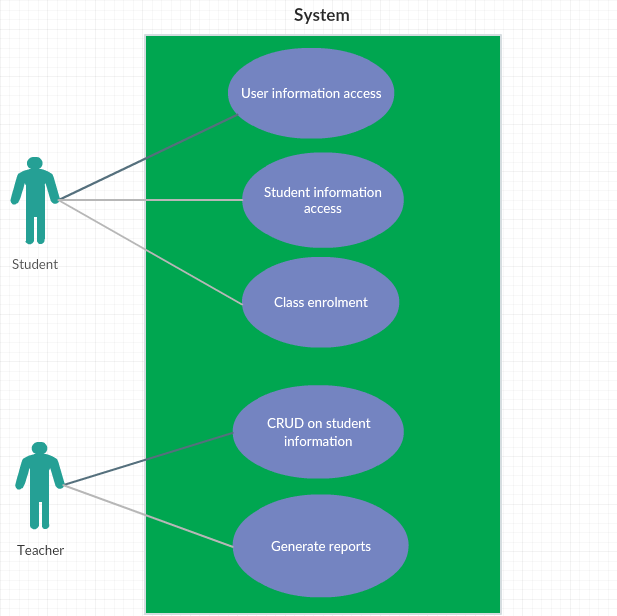 System
User information access
Student information
access
Student
Class enrolment
CRUD on student
information
Teacher
Generate reports